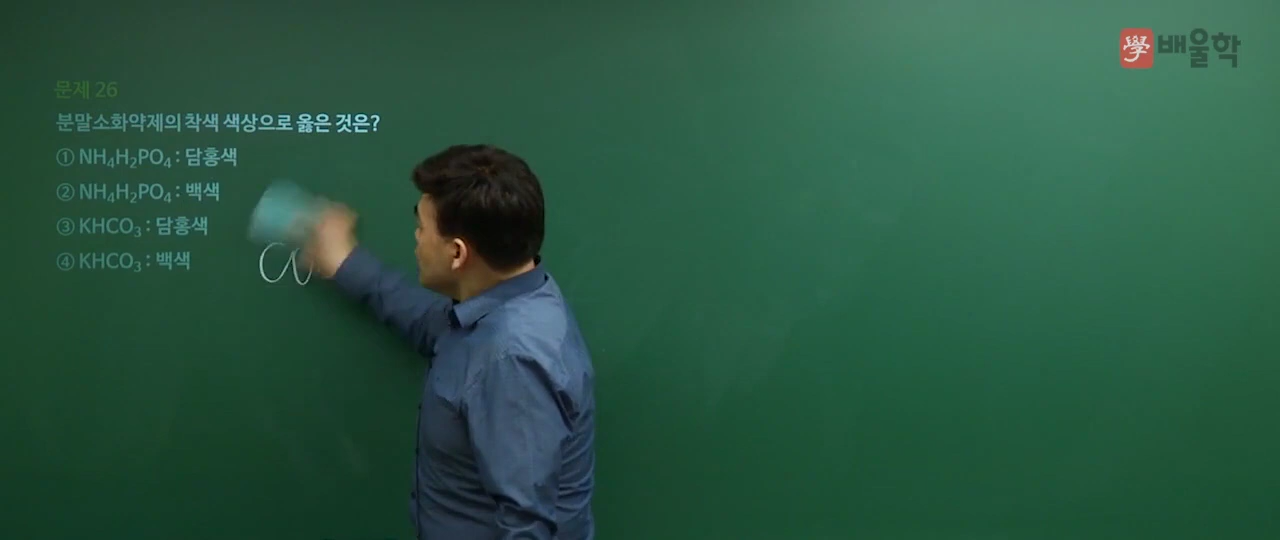 學 배울학
문제 26
분말소화약제의 착색 색상으로 옳은 것은?
① NH₄H₂PO₄ : 담홍색
② NH₄H₂PO₄ : 백색
③ KHCO₃ : 담홍색
④ KHCO₃ : 백색